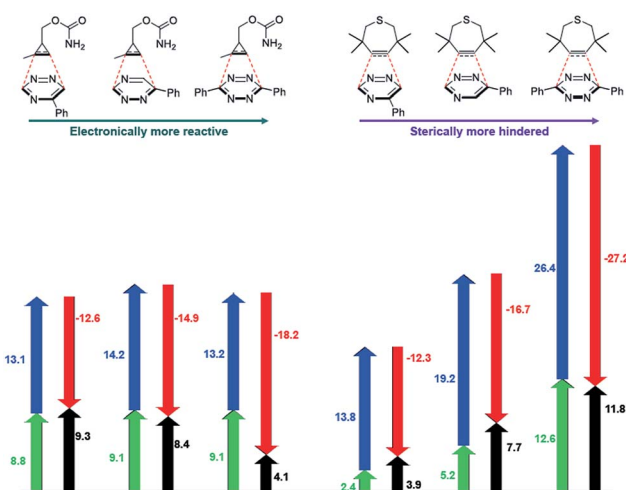 O O
NH₂
O O
NH₂
O O
NH₂
S
S
S
N=N
N
Ph
N
N-N
Ph
N=N
Ph
N-N
Ph
N=N
N
Ph
N
N-N
Ph
N=N
Ph
N-N
Ph
Electronically more reactive
Sterically more hindered
13.1
-12.6
8.8
9.3
14.2
-14.9
9.1
8.4
13.2
-18.2
9.1
4.1
13.8
-12.3
2.4
3.9
19.2
-16.7
5.2
7.7
26.4
-27.2
12.6
11.8